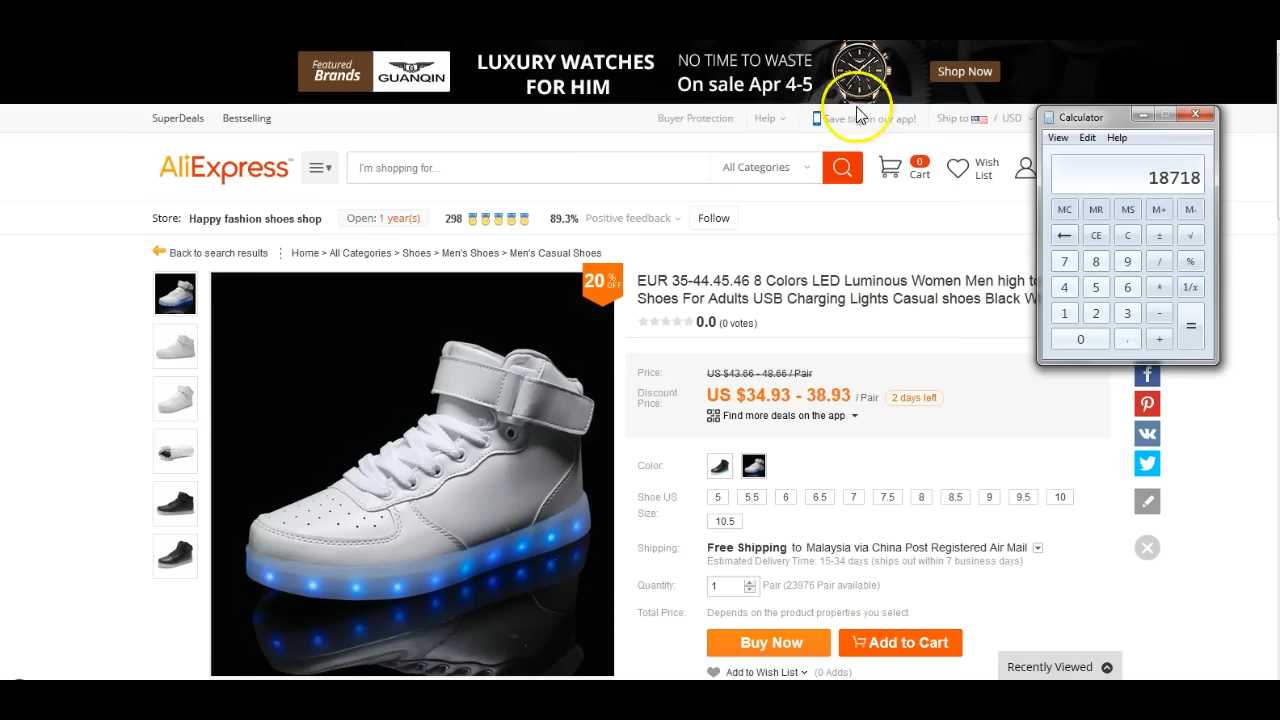 Featured
Brands
GUANQIN
LUXURY WATCHES
FOR HIM
NO TIME TO WASTE
On sale Apr 4-5
Shop Now
SuperDeals
Bestselling
Buyer Protection
Help
on our app!
Ship to / USD
AliExpress
I'm shopping for...
All Categories
0
Cart
Wish
List
Store: Happy fashion shoes shop
Open: 1 year(s)
298
89.3% Positive feedback
Follow
Back to search results
Home > All Categories > Shoes > Men's Shoes > Men's Casual Shoes
20 % OFF
EUR 35-44.45.46 8 Colors LED Luminous Women Men high
Shoes For Adults USB Charging Lights Casual shoes Black
0.0 (0 votes)
Price: US $43.66 - 48.66 / Pair
Discount
Price:
US $34.93 - 38.93 / Pair 2 days left
Find more deals on the app
Color:
Shoe US
Size:
5 5.5 6 6.5 7 7.5 8 8.5 9 9.5 10
10.5
Shipping: Free Shipping to Malaysia via China Post Registered Air Mail
Estimated Delivery Time: 15-34 days (ships out within 7 business days)
Quantity: 1 Pair (23976 Pair available)
Total Price: Depends on the product properties you select
Buy Now
Add to Cart
Add to Wish List (0 Adds)
Recently Viewed
Calculator
View Edit Help
18718
MC MR MS M+ M-
← CE C ± √
7 8 9 / %
4 5 6 * 1/x
1 2 3 - =
0 . +